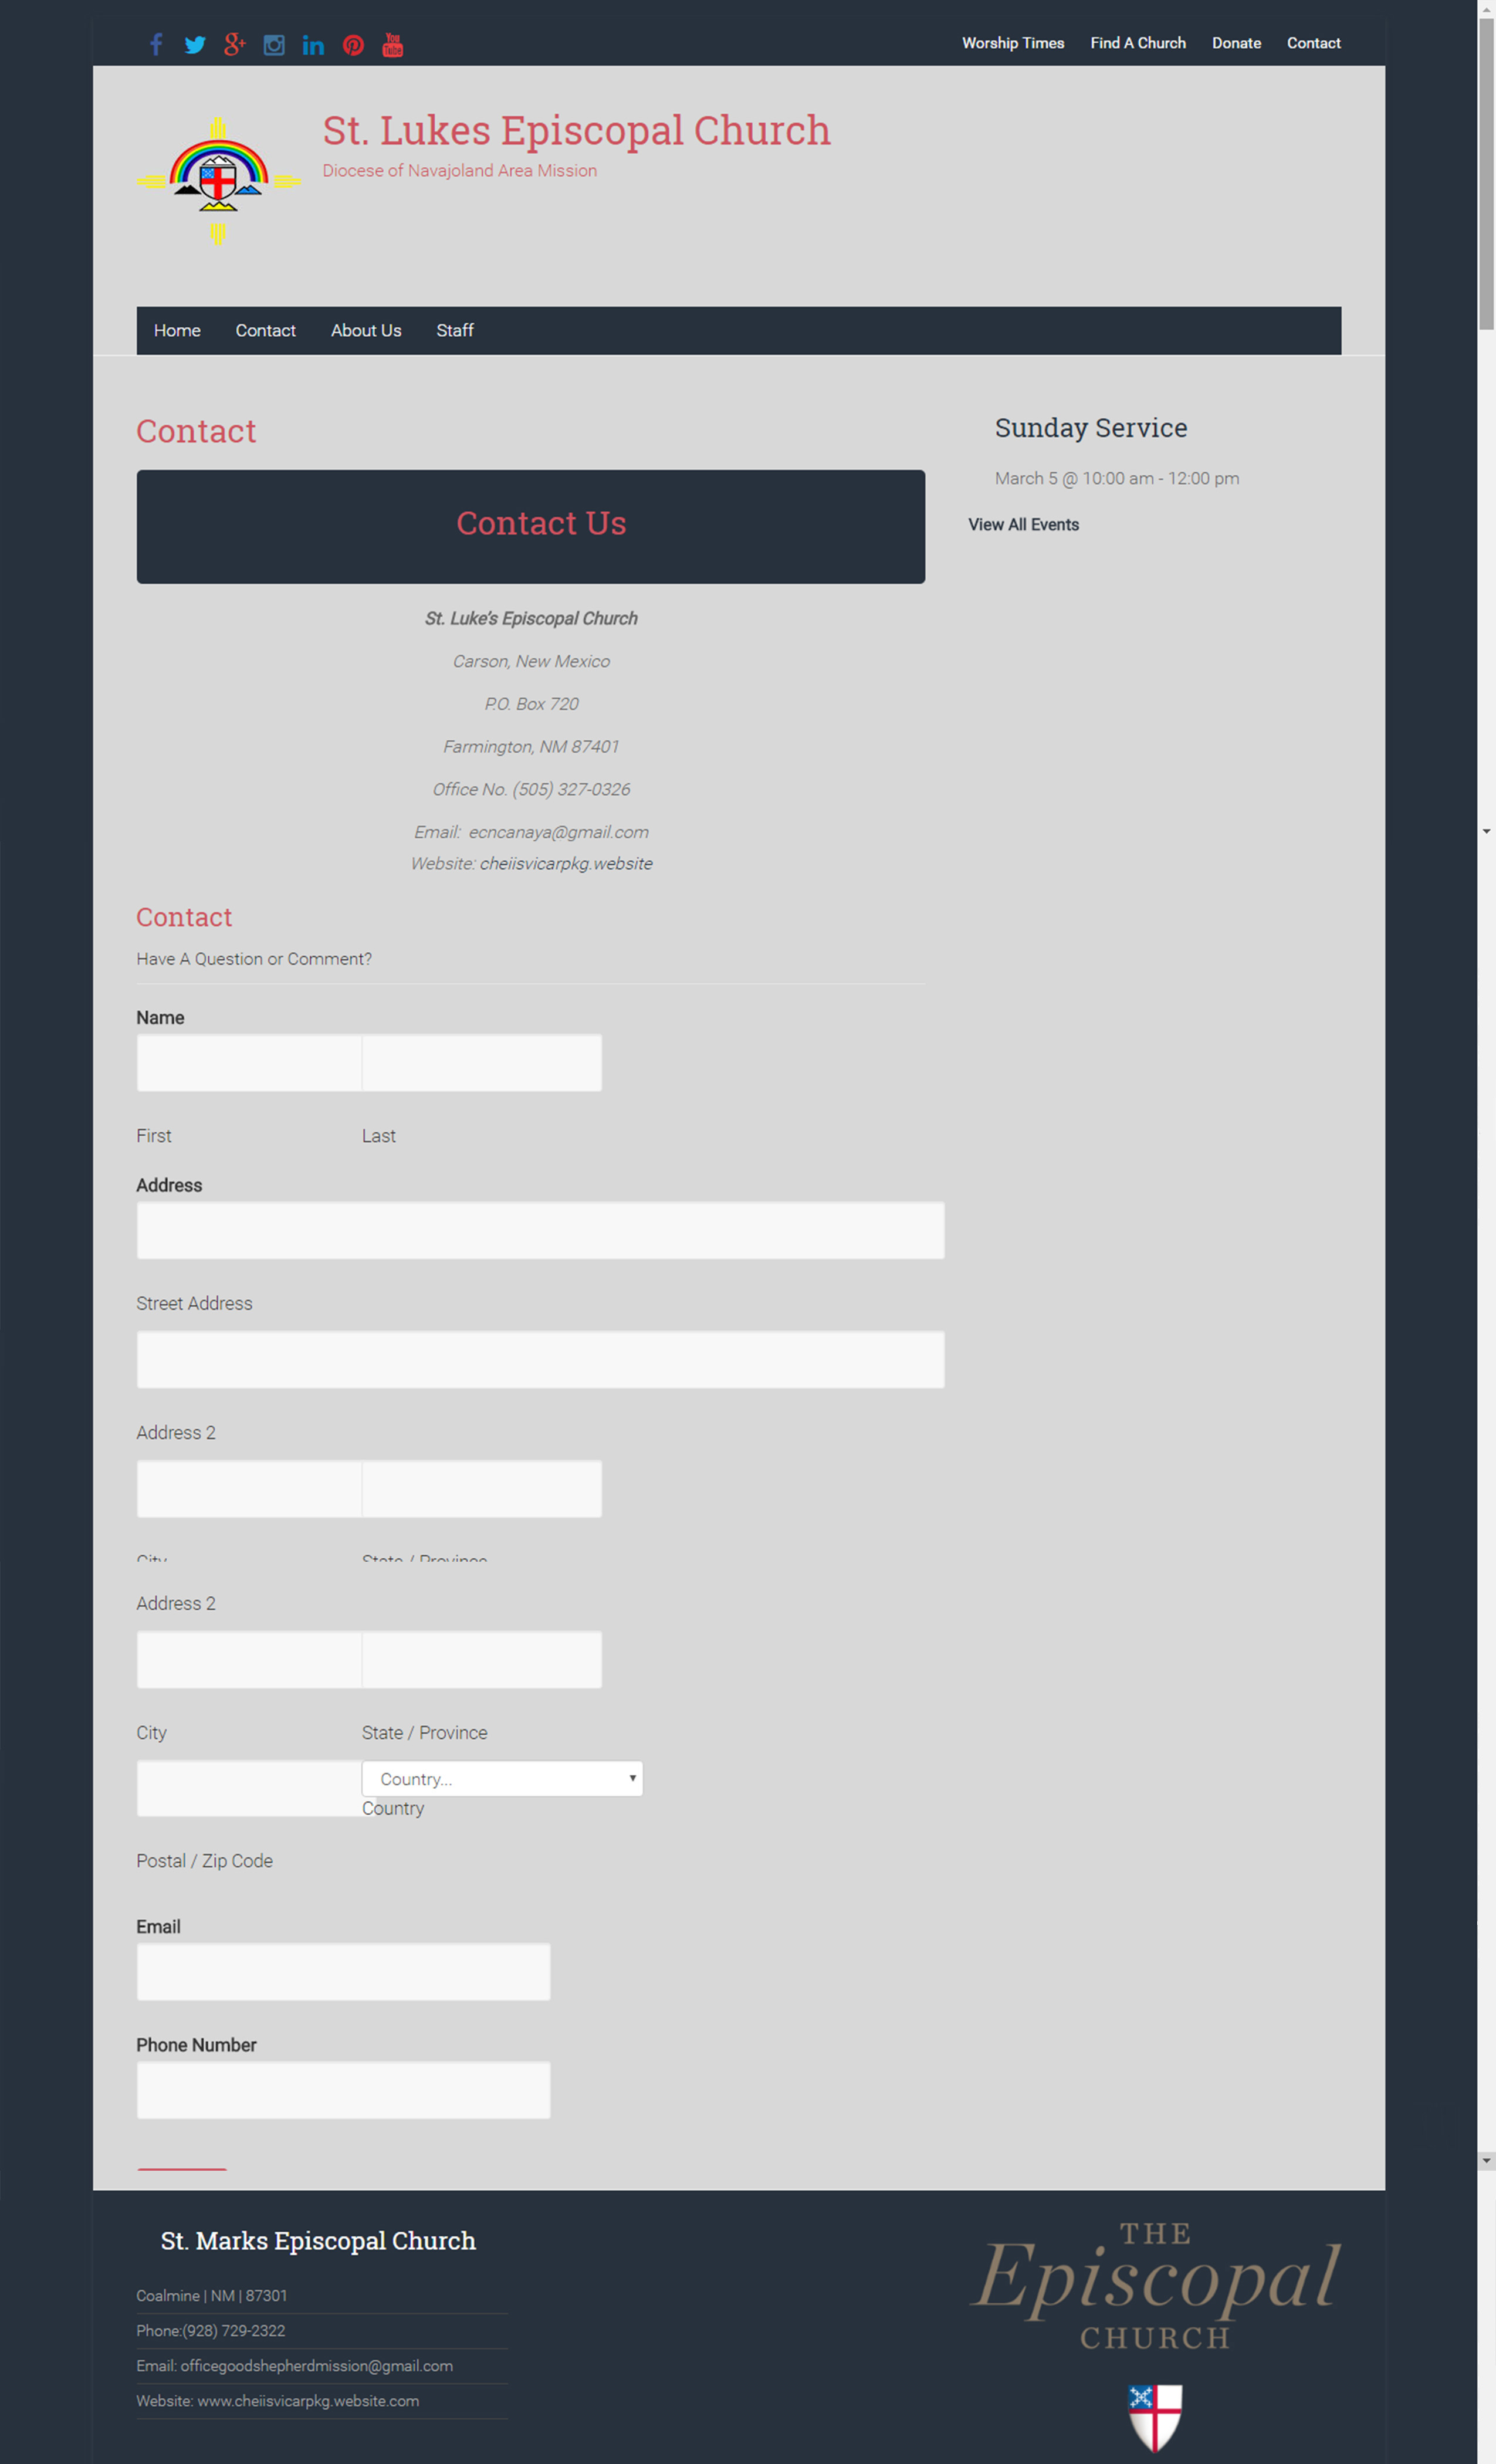 Worship Times Find A Church Donate Contact
St. Lukes Episcopal Church
Diocese of Navajoland Area Mission
Home Contact About Us Staff
Contact
Contact Us
St. Luke's Episcopal Church
Carson, New Mexico
P.O. Box 720
Farmington, NM 87401
Office No. (505) 327-0326
Email: ecncanaya@gmail.com
Website: cheiisvicarpkg.website
Sunday Service
March 5 @ 10:00 am - 12:00 pm
View All Events
Contact
Have A Question or Comment?
Name
First Last
Address
Street Address
Address 2
City State / Province
Address 2
City State / Province
Country...
Country
Postal / Zip Code
Email
Phone Number
St. Marks Episcopal Church
Coalmine | NM | 87301
Phone:(928) 729-2322
Email: officegoodshepherdmission@gmail.com
Website: www.cheiisvicarpkg.website.com
THE
Episcopal
CHURCH